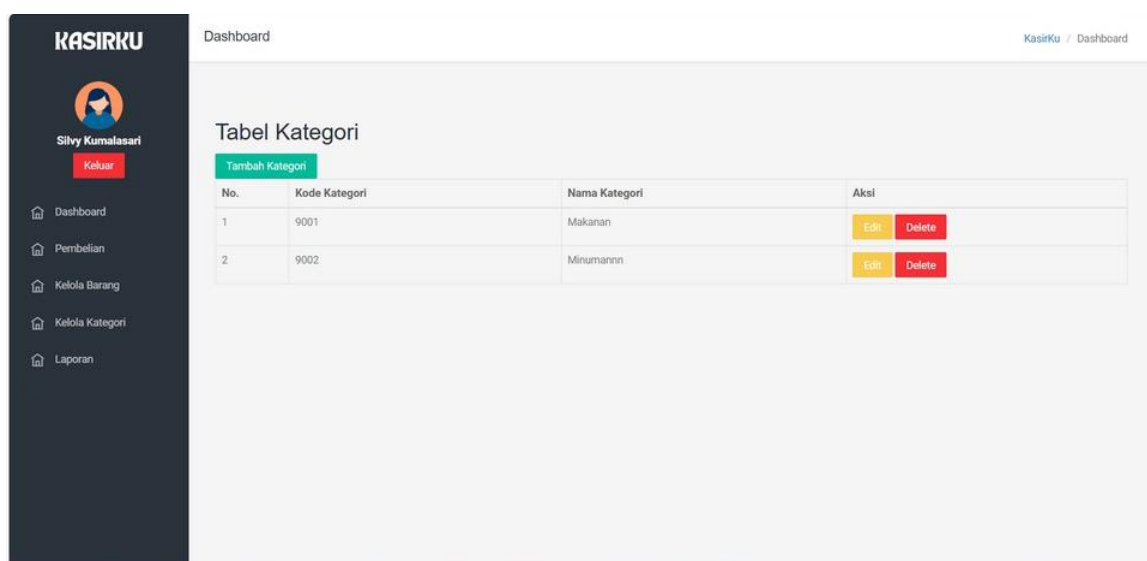 KASIRKU
Silvy Kumalasari
Keluar
Dashboard
Pembelian
Kelola Barang
Kelola Kategori
Laporan
Dashboard
KasirKu / Dashboard
Tabel Kategori
Tambah Kategori
No. Kode Kategori Nama Kategori Aksi
1 9001 Makanan Edit Delete
2 9002 Minumannn Edit Delete